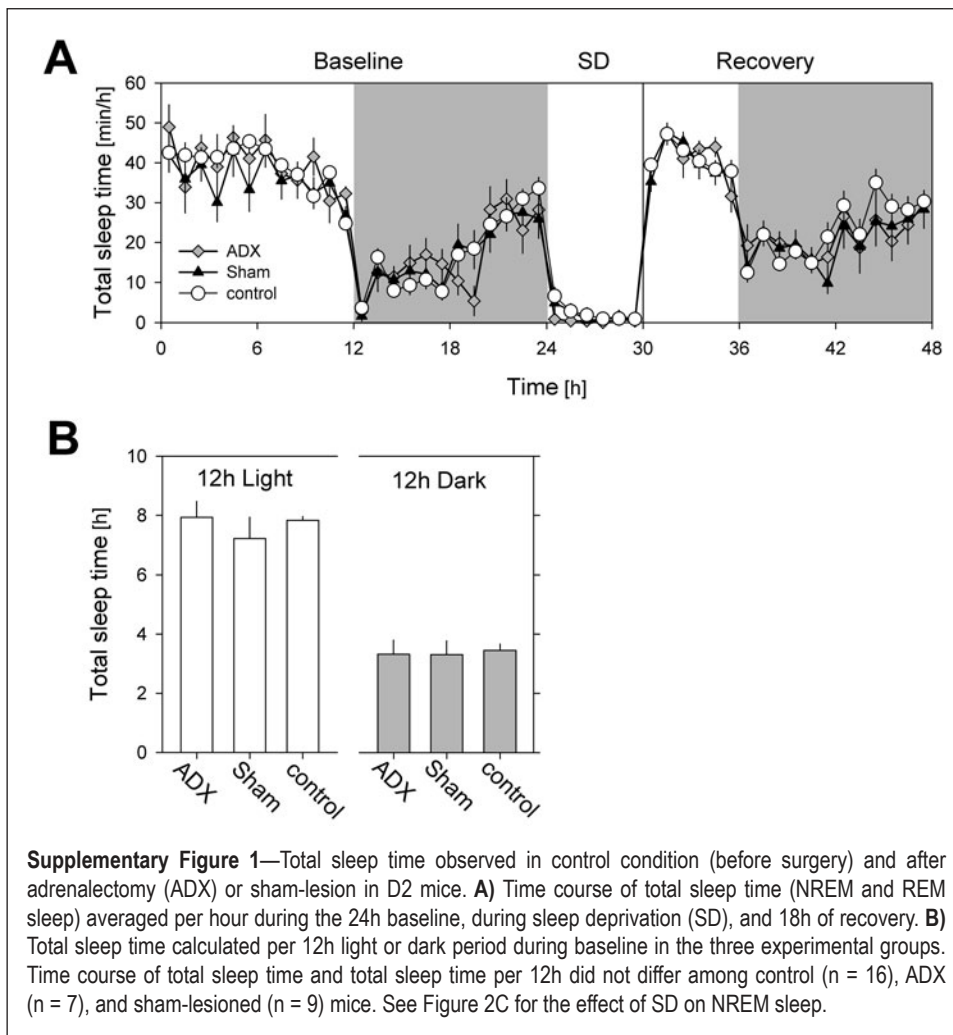 A
Baseline SD Recovery
Total sleep time [min/h]
60
50
40
30
20
10
0
ADX
Sham
control
0 6 12 18 24 30 36 42 48
Time [h]
B
Total sleep time [h]
10
8
6
4
2
0
12h Light 12h Dark
ADX Sham control ADX Sham control
Supplementary Figure 1—Total sleep time observed in control condition (before surgery) and after
adrenalectomy (ADX) or sham-lesion in D2 mice. A) Time course of total sleep time (NREM and REM
sleep) averaged per hour during the 24h baseline, during sleep deprivation (SD), and 18h of recovery. B)
Total sleep time calculated per 12h light or dark period during baseline in the three experimental groups.
Time course of total sleep time and total sleep time per 12h did not differ among control (n = 16), ADX
(n = 7), and sham-lesioned (n = 9) mice. See Figure 2C for the effect of SD on NREM sleep.